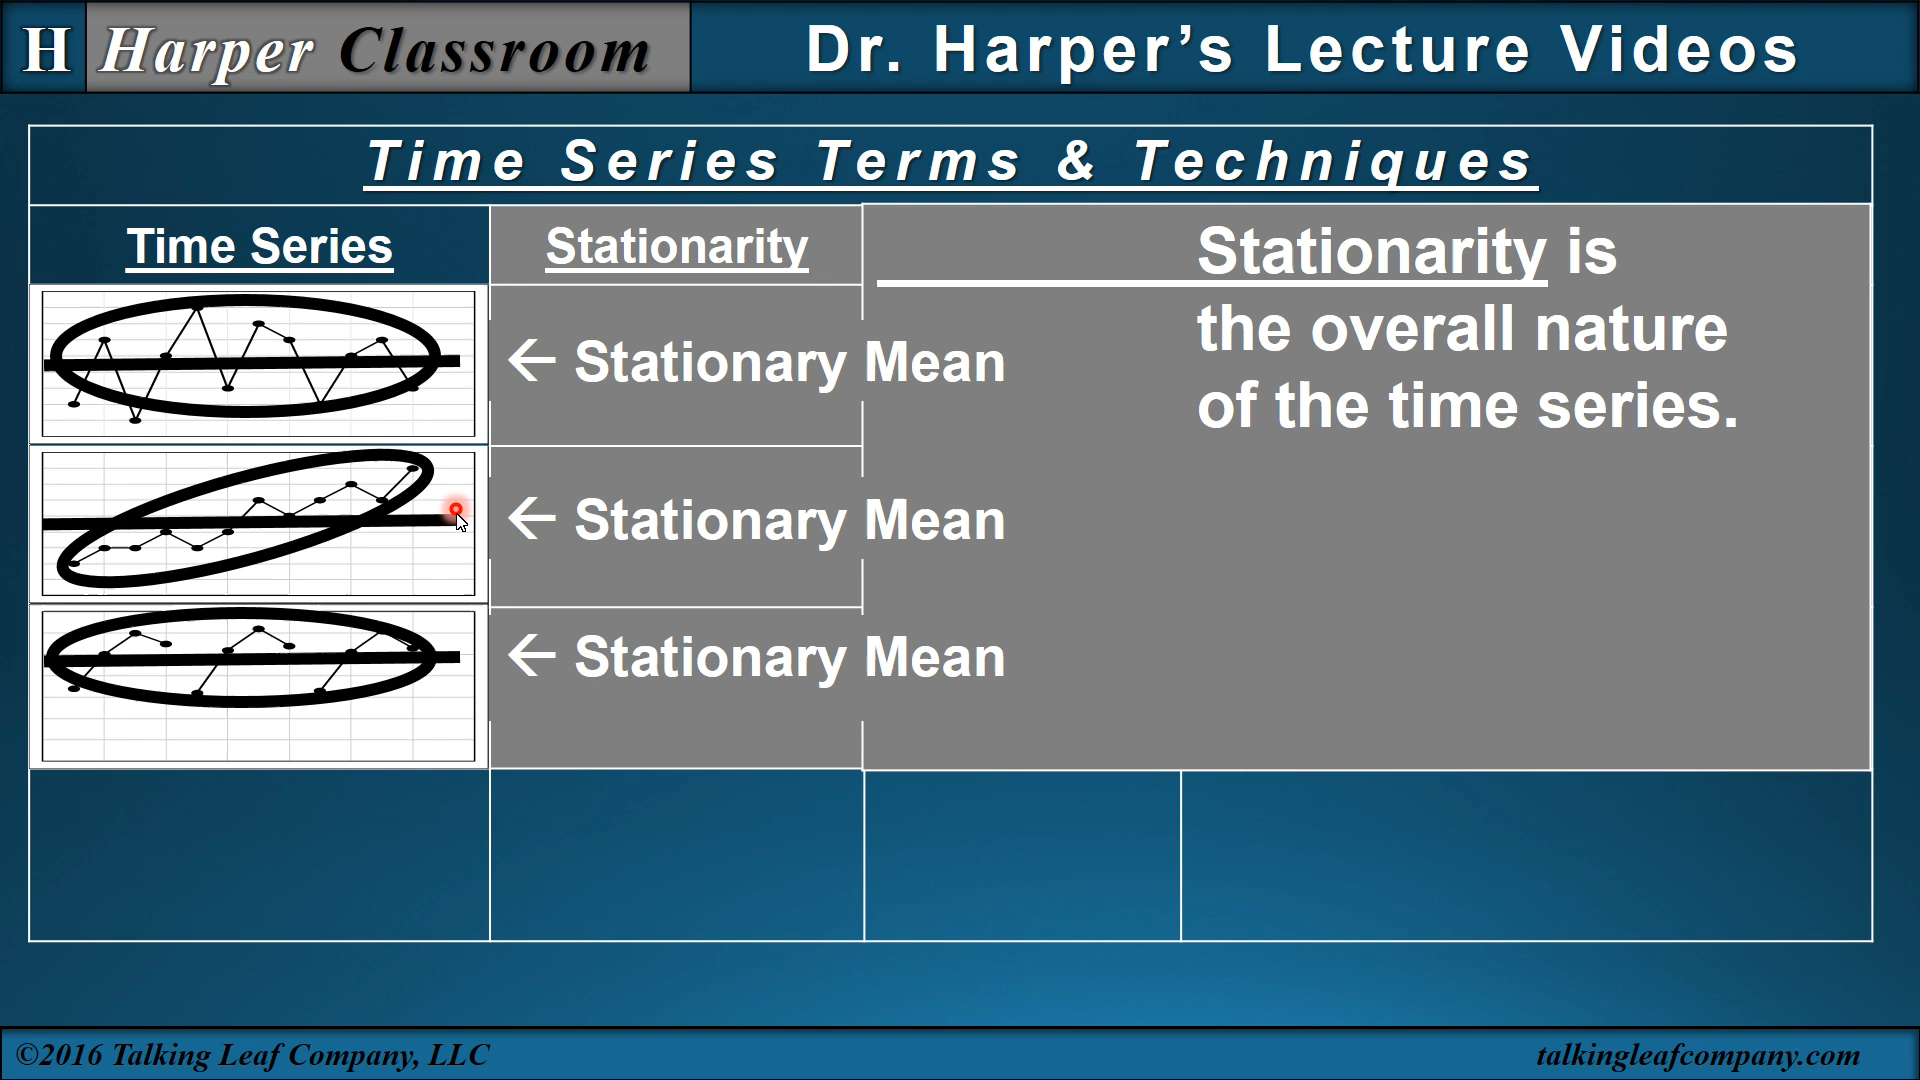 H Harper Classroom
Dr. Harper’s Lecture Videos
Time Series Terms & Techniques
Time Series
Stationarity
Stationarity is
the overall nature
of the time series.
← Stationary Mean
← Stationary Mean
← Stationary Mean
©2016 Talking Leaf Company, LLC
talkingleafcompany.com